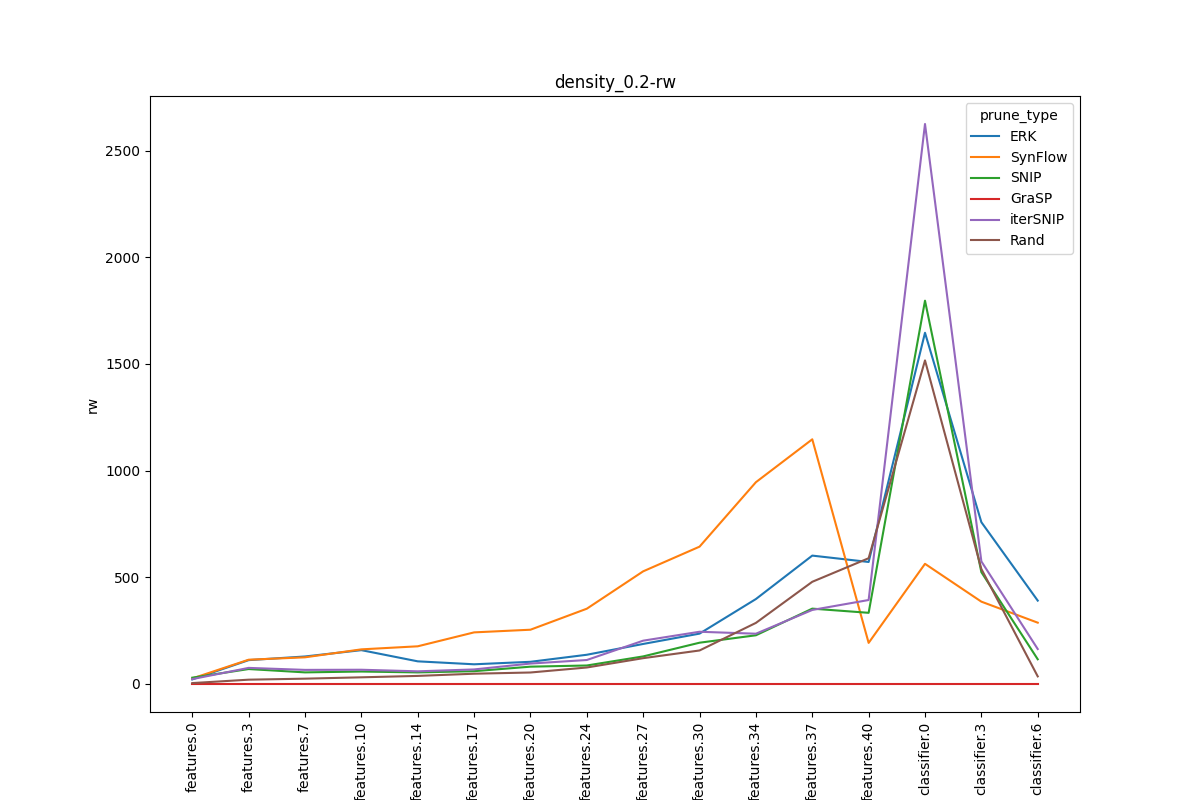 density_0.2-rw
prune_type
ERK
SynFlow
SNIP
GraSP
iterSNIP
Rand
2500
2000
1500
1000
500
0
rw
features.0
features.3
features.7
features.10
features.14
features.17
features.20
features.24
features.27
features.30
features.34
features.37
features.40
classifier.0
classifier.3
classifier.6